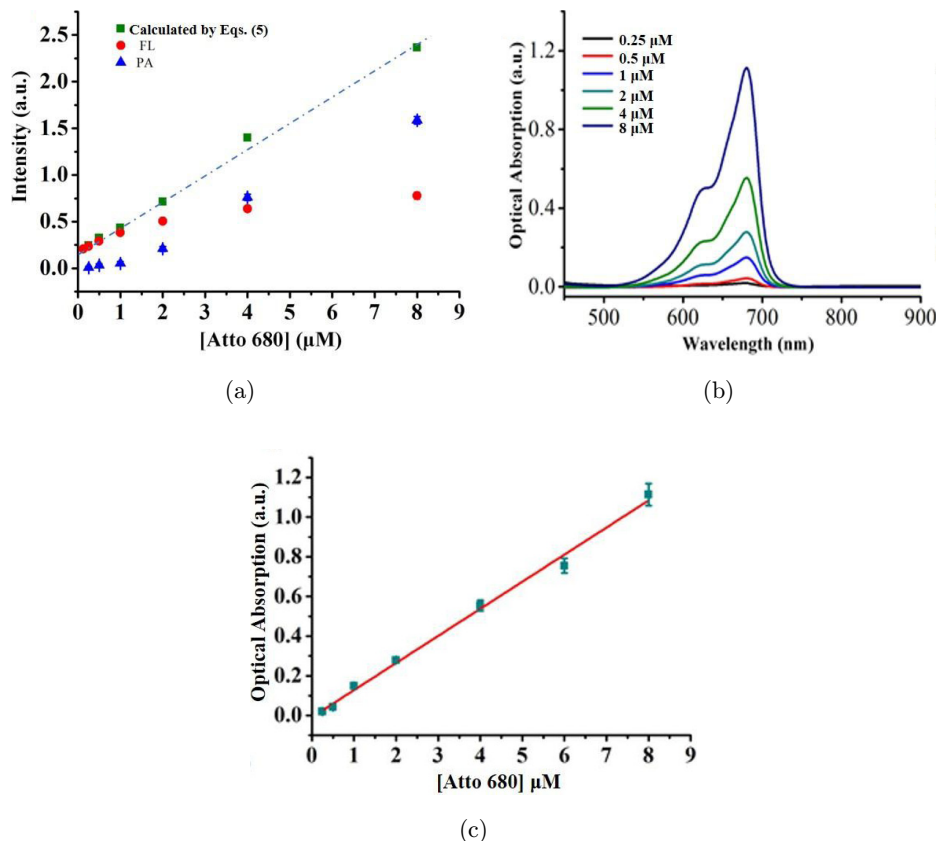 2.5
2.0
1.5
1.0
0.5
0.0
Intensity (a.u.)
Calculated by Eqs. (5)
FL
PA
0 1 2 3 4 5 6 7 8 9
[Atto 680] (μM)
(a)
1.2
0.8
0.4
0.0
Optical Absorption (a.u.)
0.25 μM
0.5 μM
1 μM
2 μM
4 μM
8 μM
500 600 700 800 900
Wavelength (nm)
(b)
1.2
1.0
0.8
0.6
0.4
0.2
0.0
Optical Absorption (a.u.)
0 1 2 3 4 5 6 7 8 9
[Atto 680] μM
(c)